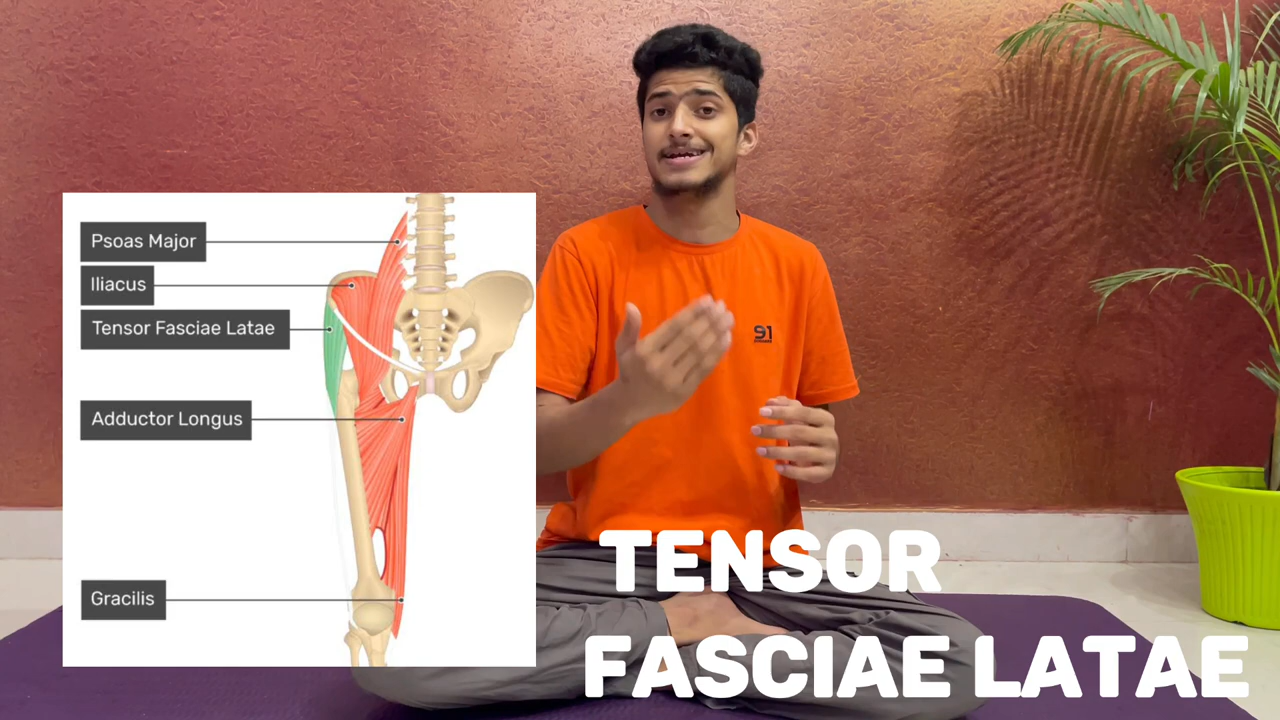 Psoas Major
Iliacus
Tensor Fasciae Latae
Adductor Longus
Gracilis
91
TENSOR
FASCIAE LATAE